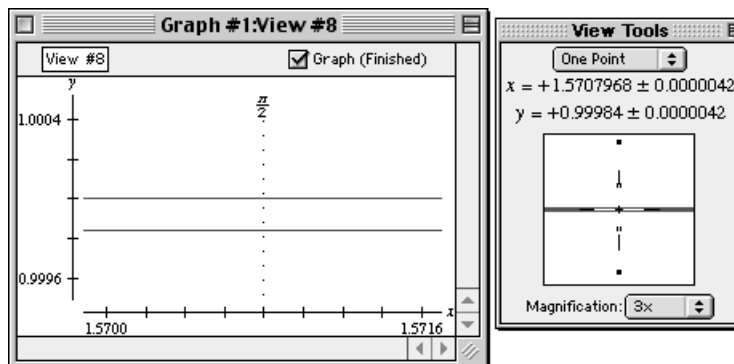 Graph #1:View #8
View #8
Graph (Finished)
y
π/2
1.0004
0.9996
x
1.5700
1.5716
View Tools
One Point
x = +1.5707968 ± 0.0000042
y = +0.99984 ± 0.0000042
Magnification: 3x